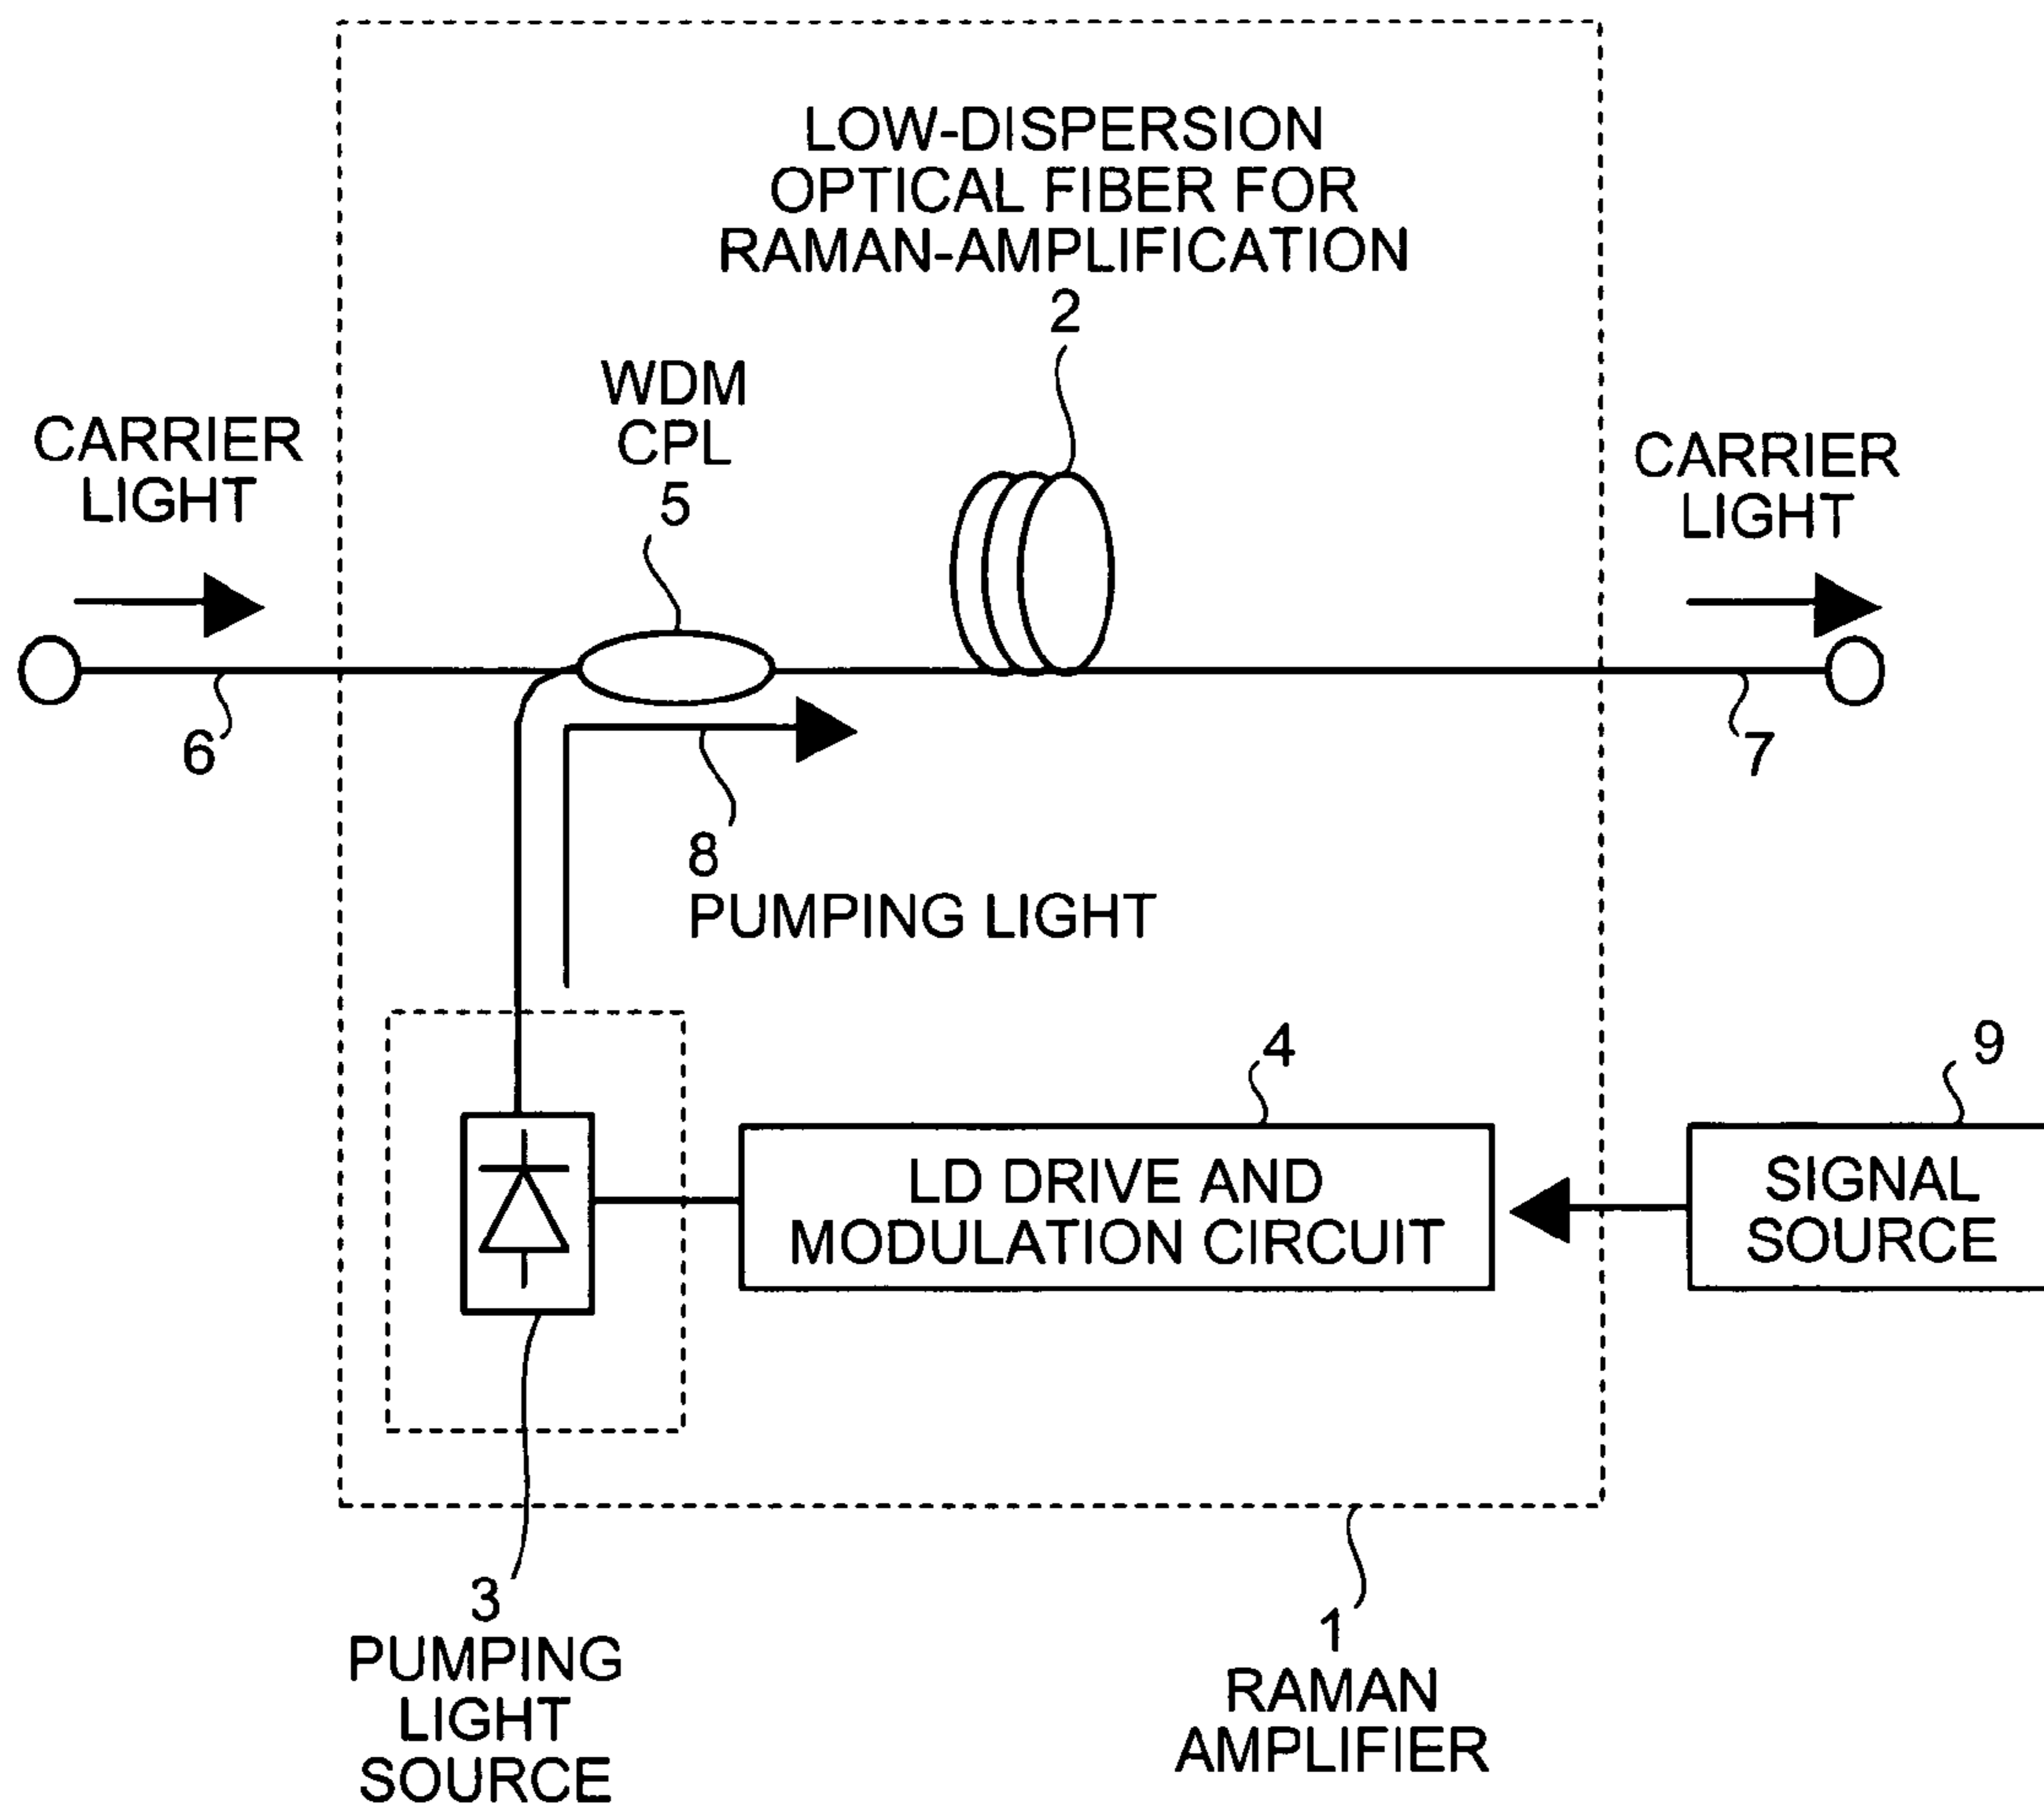 LOW-DISPERSION
OPTICAL FIBER FOR
RAMAN-AMPLIFICATION
2
WDM
CPL
5
CARRIER
LIGHT
CARRIER
LIGHT
6
7
8
PUMPING LIGHT
4
LD DRIVE AND
MODULATION CIRCUIT
9
SIGNAL
SOURCE
3
PUMPING
LIGHT
SOURCE
1
RAMAN
AMPLIFIER